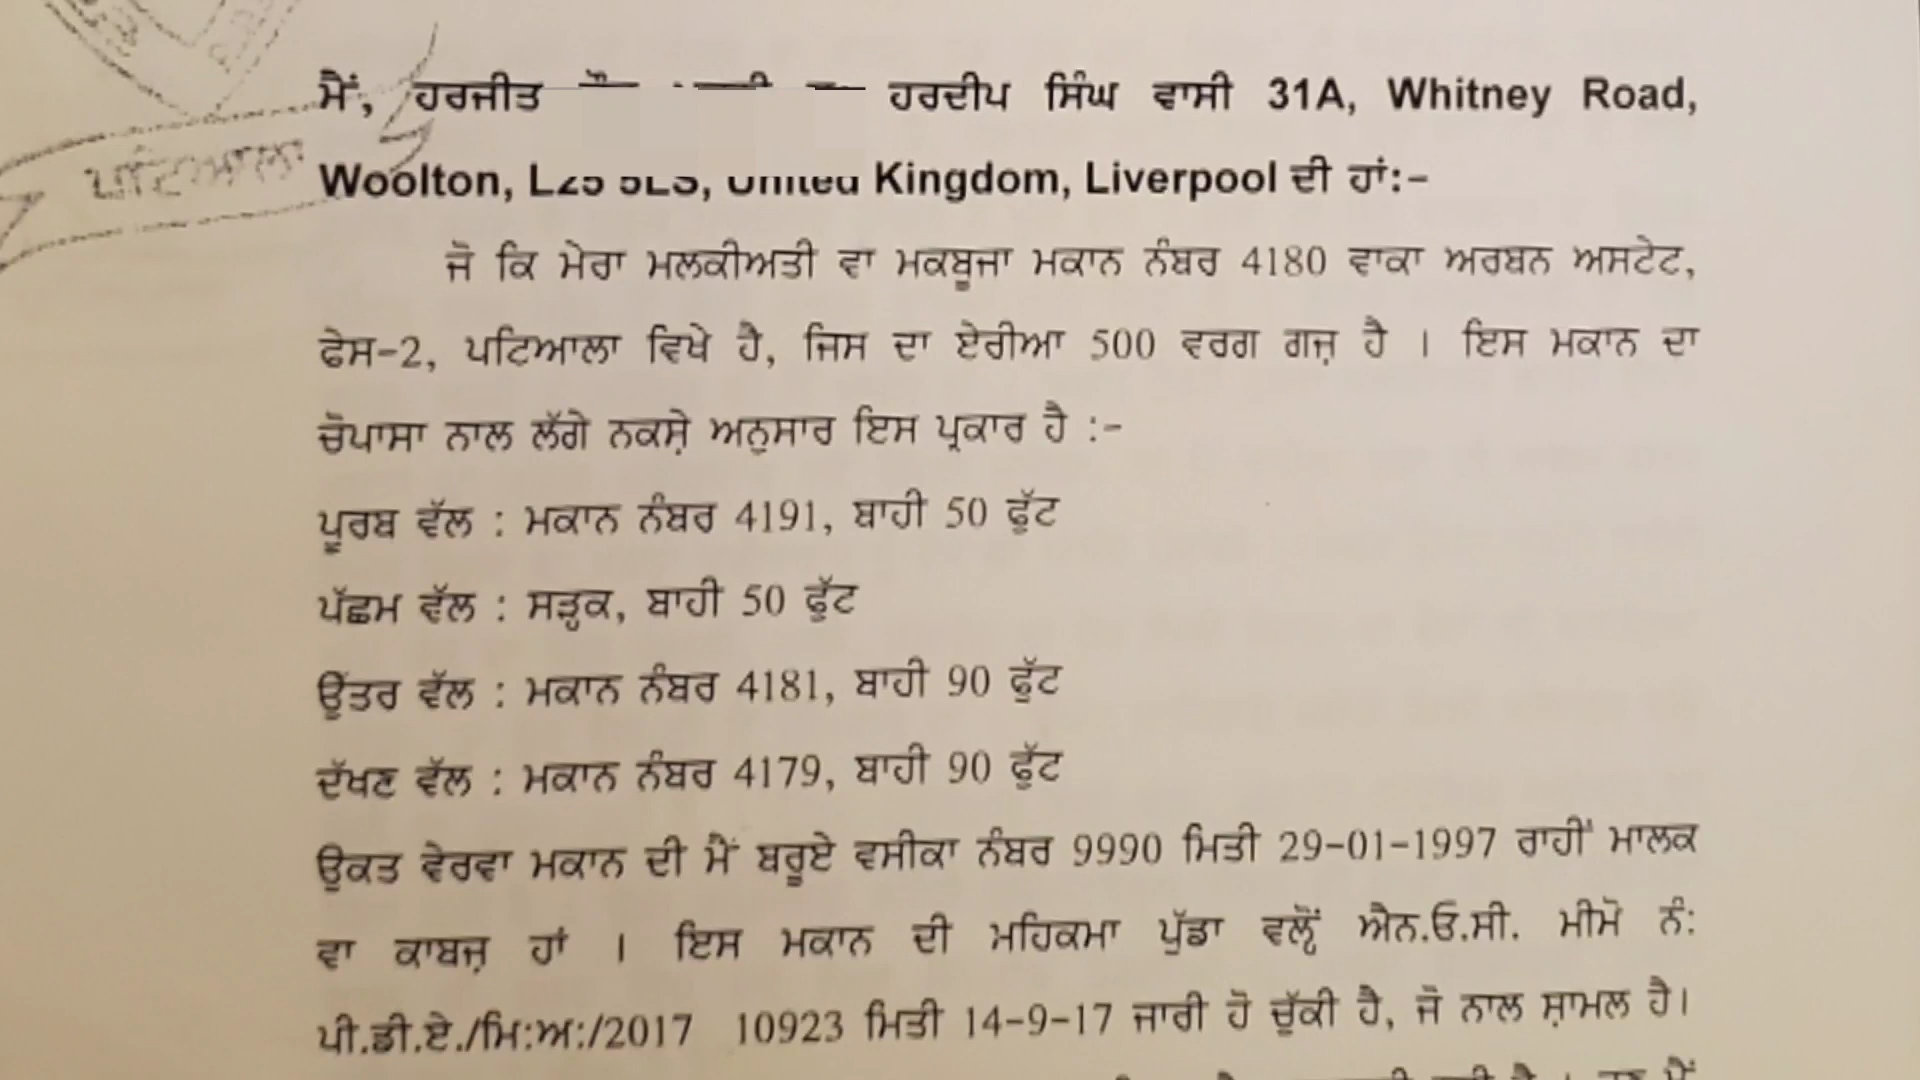 ਪਟਿਆਲਾ
ਮੈਂ, ਹਰਜੀਤ ਹਰਦੀਪ ਸਿੰਘ ਵਾਸੀ 31A, Whitney Road,
Woolton, United Kingdom, Liverpool ਦੀ ਹਾਂ:-
ਜੋ ਕਿ ਮੇਰਾ ਮਲਕੀਅਤੀ ਵਾ ਮਕਬੂਜਾ ਮਕਾਨ ਨੰਬਰ 4180 ਵਾਕਾ ਅਰਬਨ ਅਸਟੇਟ,
ਫੇਸ-2, ਪਟਿਆਲਾ ਵਿਖੇ ਹੈ, ਜਿਸ ਦਾ ਏਰੀਆ 500 ਵਰਗ ਗਜ਼ ਹੈ । ਇਸ ਮਕਾਨ ਦਾ
ਚੋਪਾਸਾ ਨਾਲ ਲੱਗੇ ਨਕਸ਼ੇ ਅਨੁਸਾਰ ਇਸ ਪ੍ਰਕਾਰ ਹੈ :-
ਪੂਰਬ ਵੱਲ : ਮਕਾਨ ਨੰਬਰ 4191, ਬਾਹੀ 50 ਫੁੱਟ
ਪੱਛਮ ਵੱਲ : ਸੜ੍ਹਕ, ਬਾਹੀ 50 ਫੁੱਟ
ਉੱਤਰ ਵੱਲ : ਮਕਾਨ ਨੰਬਰ 4181, ਬਾਹੀ 90 ਫੁੱਟ
ਦੱਖਣ ਵੱਲ : ਮਕਾਨ ਨੰਬਰ 4179, ਬਾਹੀ 90 ਫੁੱਟ
ਉਕਤ ਵੇਰਵਾ ਮਕਾਨ ਦੀ ਮੈਂ ਬਰੂਏ ਵਸੀਕਾ ਨੰਬਰ 9990 ਮਿਤੀ 29-01-1997 ਰਾਹੀਂ ਮਾਲਕ
ਵਾ ਕਾਬਜ਼ ਹਾਂ । ਇਸ ਮਕਾਨ ਦੀ ਮਹਿਕਮਾ ਪੁੱਡਾ ਵਲ੍ਹੋਂ ਐਨ.ਓ.ਸੀ. ਮੀਮੋ ਨੰ:
ਪੀ.ਡੀ.ਏ./ਮਿ:ਅ:/2017 10923 ਮਿਤੀ 14-9-17 ਜਾਰੀ ਹੋ ਚੁੱਕੀ ਹੈ, ਜੋ ਨਾਲ ਸ਼ਾਮਲ ਹੈ।